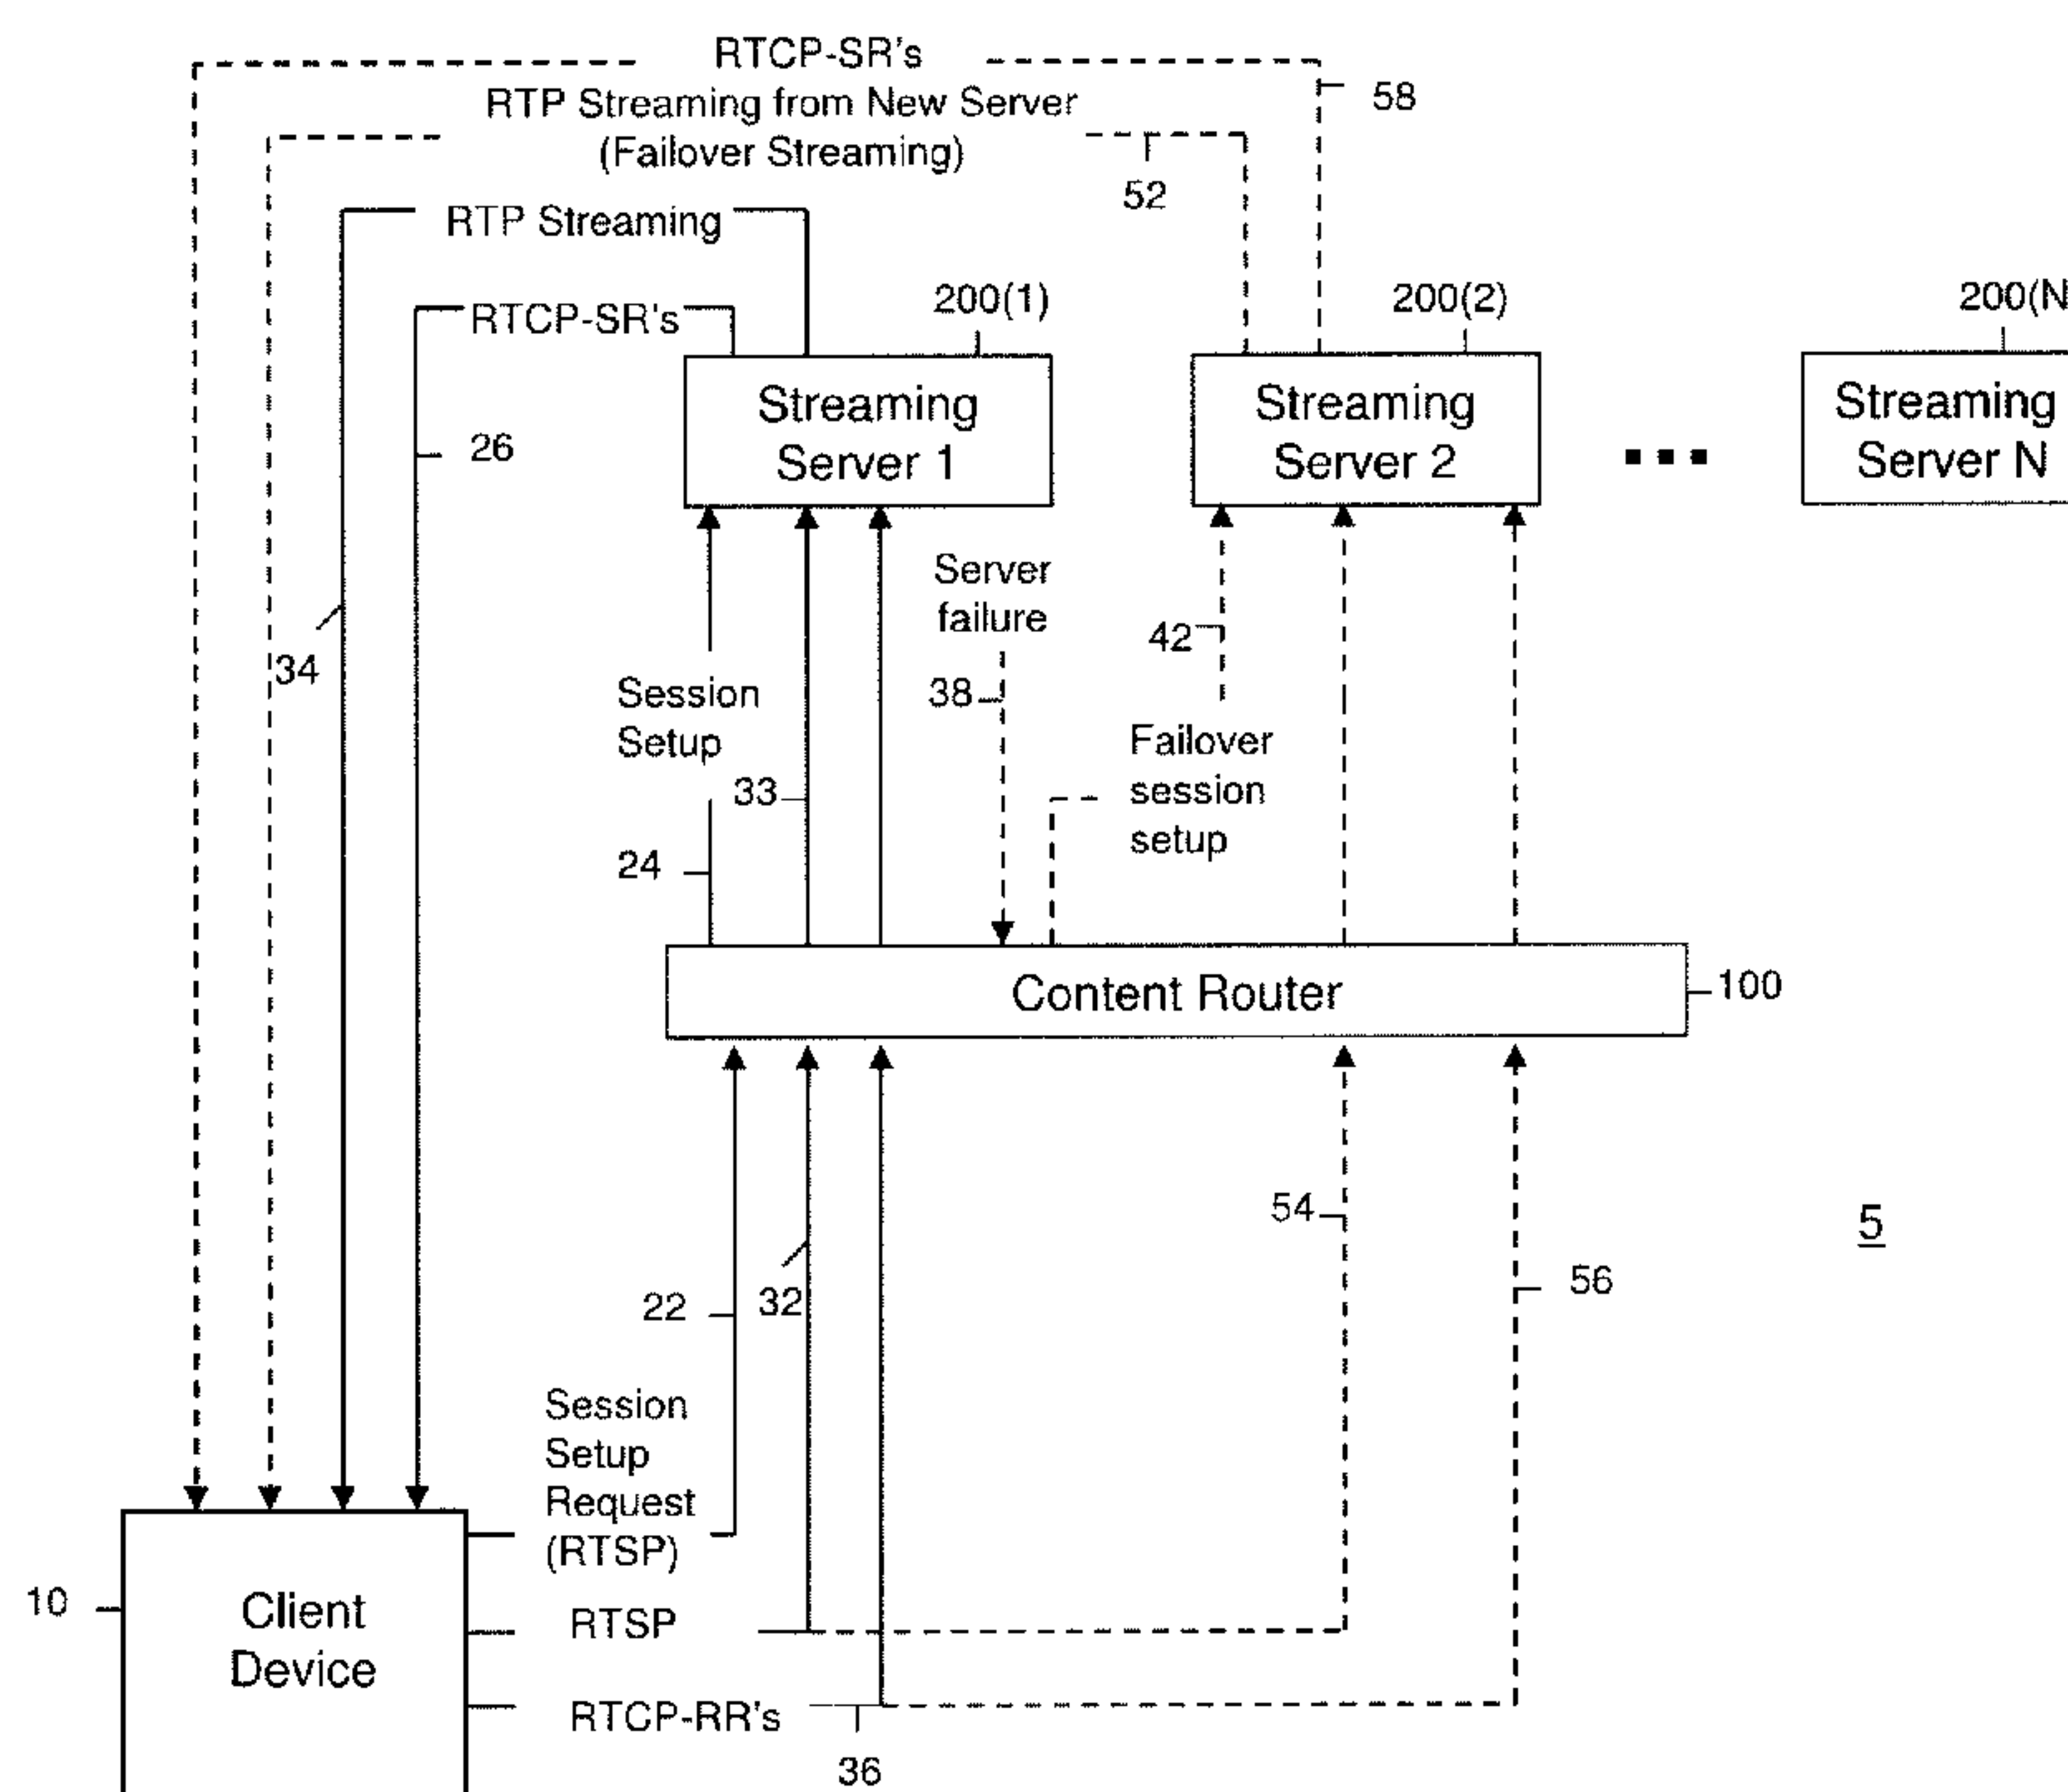 RTCP-SR's
58
RTP Streaming from New Server
(Failover Streaming)
52
RTP Streaming
RTCP-SR's
200(1)
200(2)
200(N
Streaming
Server 1
Streaming
Server 2
Streaming
Server N
26
Server
failure
42
34
38
Session
Setup
33
Failover
session
setup
24
Content Router
100
54
5
56
22
32
Session
Setup
Request
(RTSP)
10
Client
Device
RTSP
RTCP-RR's
36